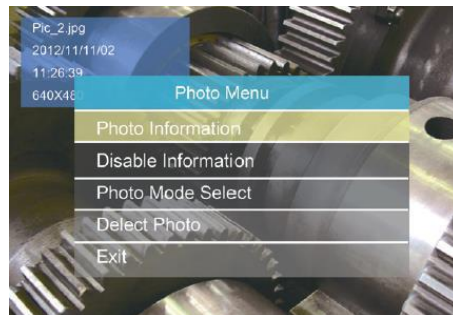 Pic_2.jpg
2012/11/11/02
11:26:39
640X48
Photo Menu
Photo Information
Disable Information
Photo Mode Select
Delect Photo
Exit